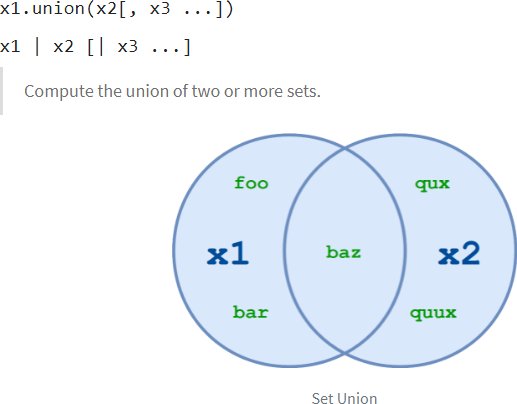 x1.union(x2[, x3 ...])
x1 | x2 [| x3 ...]
Compute the union of two or more sets.
foo qux
x1 baz x2
bar quux
Set Union